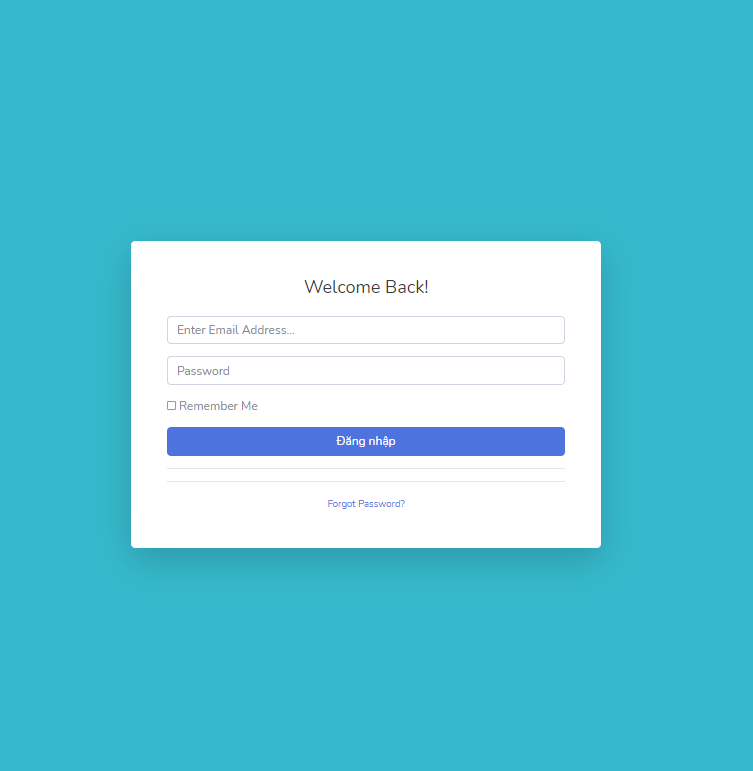 Welcome Back!
Enter Email Address...
Password
Remember Me
Đăng nhập
Forgot Password?